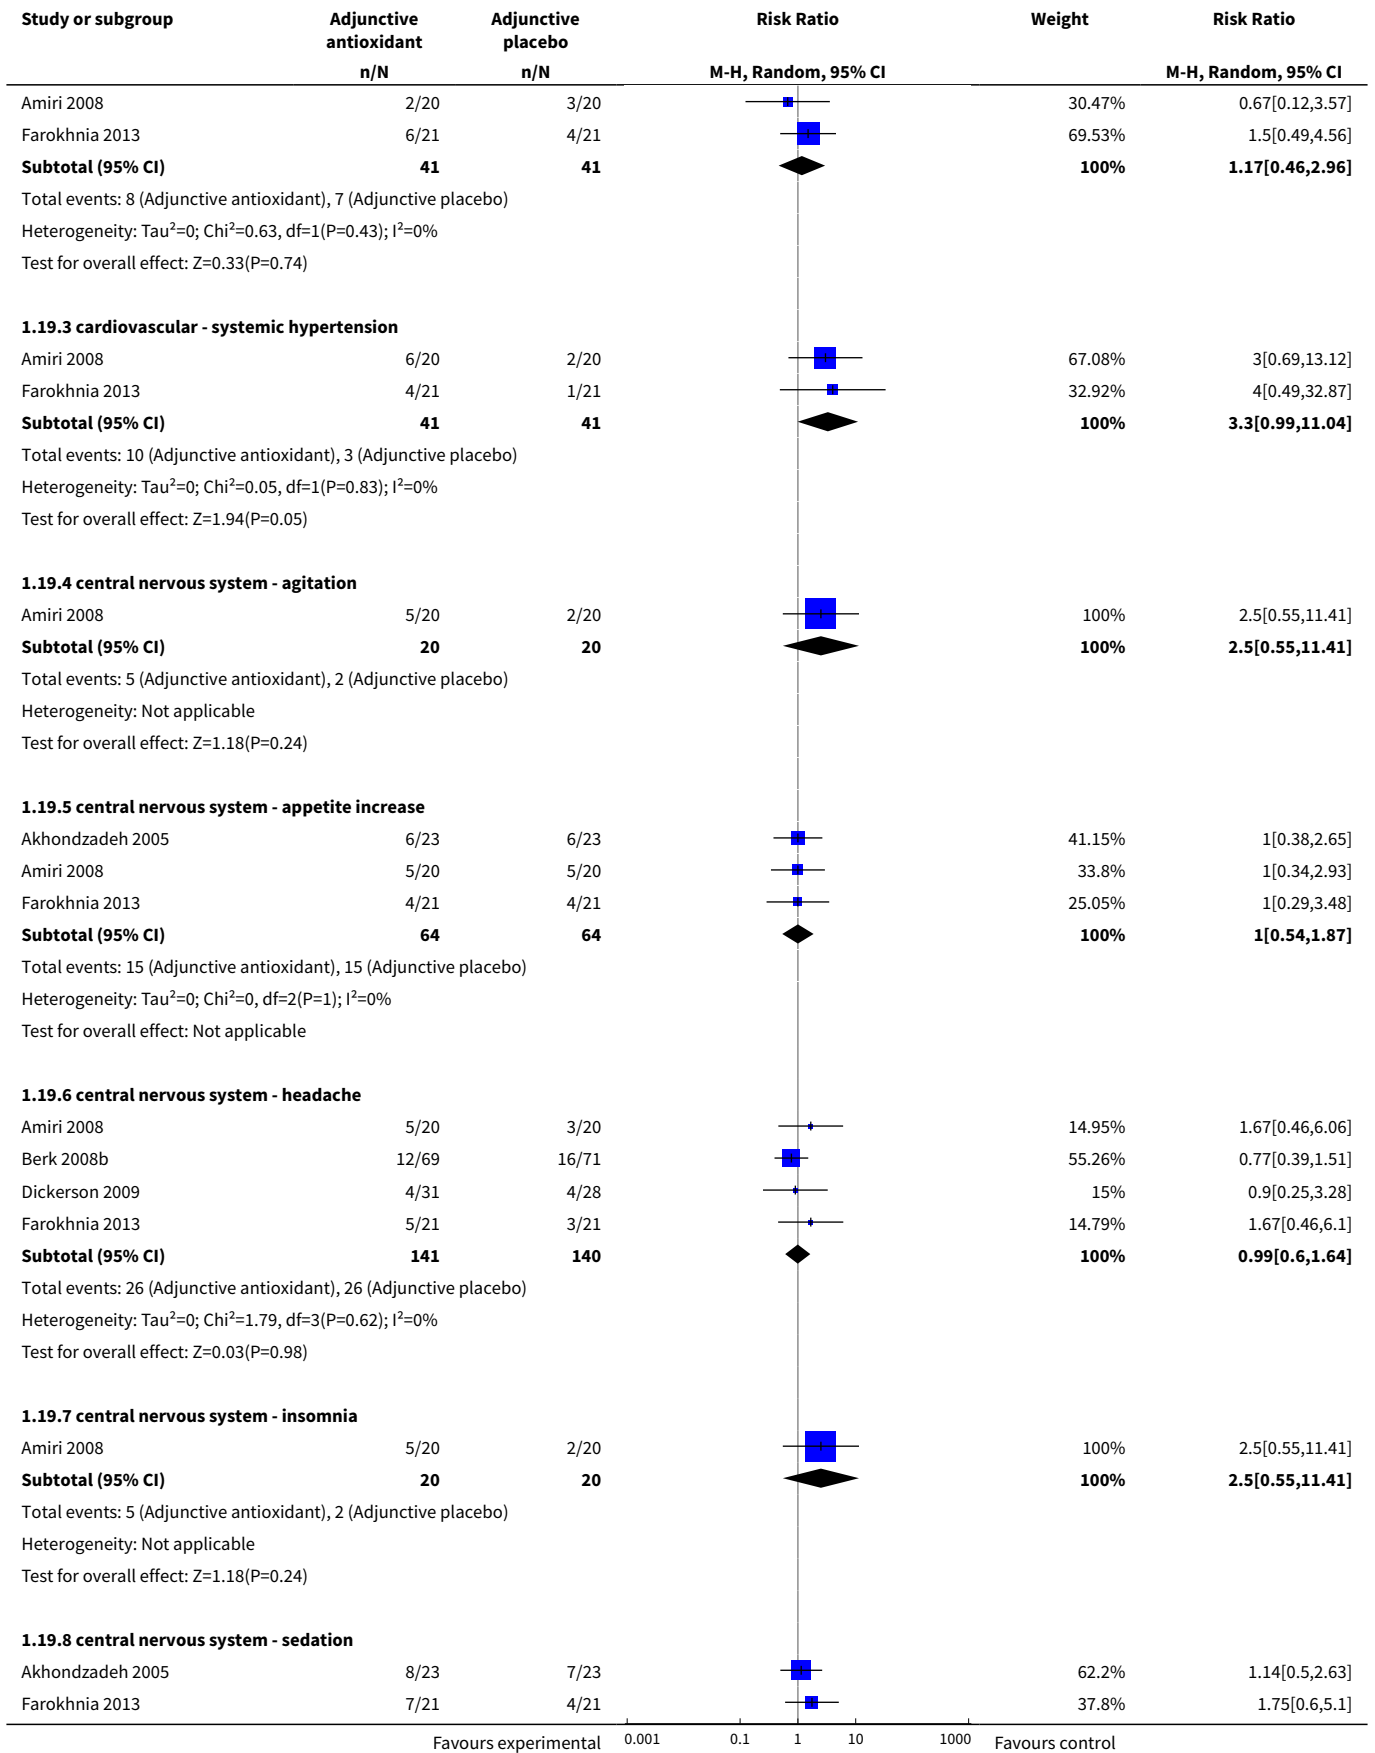 Study or subgroup Adjunctive antioxidant Adjunctive placebo Risk Ratio Weight Risk Ratio
n/N n/N M-H, Random, 95% CI M-H, Random, 95% CI
Amiri 2008 2/20 3/20 30.47% 0.67[0.12,3.57]
Farokhnia 2013 6/21 4/21 69.53% 1.5[0.49,4.56]
Subtotal (95% CI) 41 41 100% 1.17[0.46,2.96]
Total events: 8 (Adjunctive antioxidant), 7 (Adjunctive placebo)
Heterogeneity: Tau²=0; Chi²=0.63, df=1(P=0.43); I²=0%
Test for overall effect: Z=0.33(P=0.74)
1.19.3 cardiovascular - systemic hypertension
Amiri 2008 6/20 2/20 67.08% 3[0.69,13.12]
Farokhnia 2013 4/21 1/21 32.92% 4[0.49,32.87]
Subtotal (95% CI) 41 41 100% 3.3[0.99,11.04]
Total events: 10 (Adjunctive antioxidant), 3 (Adjunctive placebo)
Heterogeneity: Tau²=0; Chi²=0.05, df=1(P=0.83); I²=0%
Test for overall effect: Z=1.94(P=0.05)
1.19.4 central nervous system - agitation
Amiri 2008 5/20 2/20 100% 2.5[0.55,11.41]
Subtotal (95% CI) 20 20 100% 2.5[0.55,11.41]
Total events: 5 (Adjunctive antioxidant), 2 (Adjunctive placebo)
Heterogeneity: Not applicable
Test for overall effect: Z=1.18(P=0.24)
1.19.5 central nervous system - appetite increase
Akhondzadeh 2005 6/23 6/23 41.15% 1[0.38,2.65]
Amiri 2008 5/20 5/20 33.8% 1[0.34,2.93]
Farokhnia 2013 4/21 4/21 25.05% 1[0.29,3.48]
Subtotal (95% CI) 64 64 100% 1[0.54,1.87]
Total events: 15 (Adjunctive antioxidant), 15 (Adjunctive placebo)
Heterogeneity: Tau²=0; Chi²=0, df=2(P=1); I²=0%
Test for overall effect: Not applicable
1.19.6 central nervous system - headache
Amiri 2008 5/20 3/20 14.95% 1.67[0.46,6.06]
Berk 2008b 12/69 16/71 55.26% 0.77[0.39,1.51]
Dickerson 2009 4/31 4/28 15% 0.9[0.25,3.28]
Farokhnia 2013 5/21 3/21 14.79% 1.67[0.46,6.1]
Subtotal (95% CI) 141 140 100% 0.99[0.6,1.64]
Total events: 26 (Adjunctive antioxidant), 26 (Adjunctive placebo)
Heterogeneity: Tau²=0; Chi²=1.79, df=3(P=0.62); I²=0%
Test for overall effect: Z=0.03(P=0.98)
1.19.7 central nervous system - insomnia
Amiri 2008 5/20 2/20 100% 2.5[0.55,11.41]
Subtotal (95% CI) 20 20 100% 2.5[0.55,11.41]
Total events: 5 (Adjunctive antioxidant), 2 (Adjunctive placebo)
Heterogeneity: Not applicable
Test for overall effect: Z=1.18(P=0.24)
1.19.8 central nervous system - sedation
Akhondzadeh 2005 8/23 7/23 62.2% 1.14[0.5,2.63]
Farokhnia 2013 7/21 4/21 37.8% 1.75[0.6,5.1]
Favours experimental 0.001 0.1 1 10 1000 Favours control